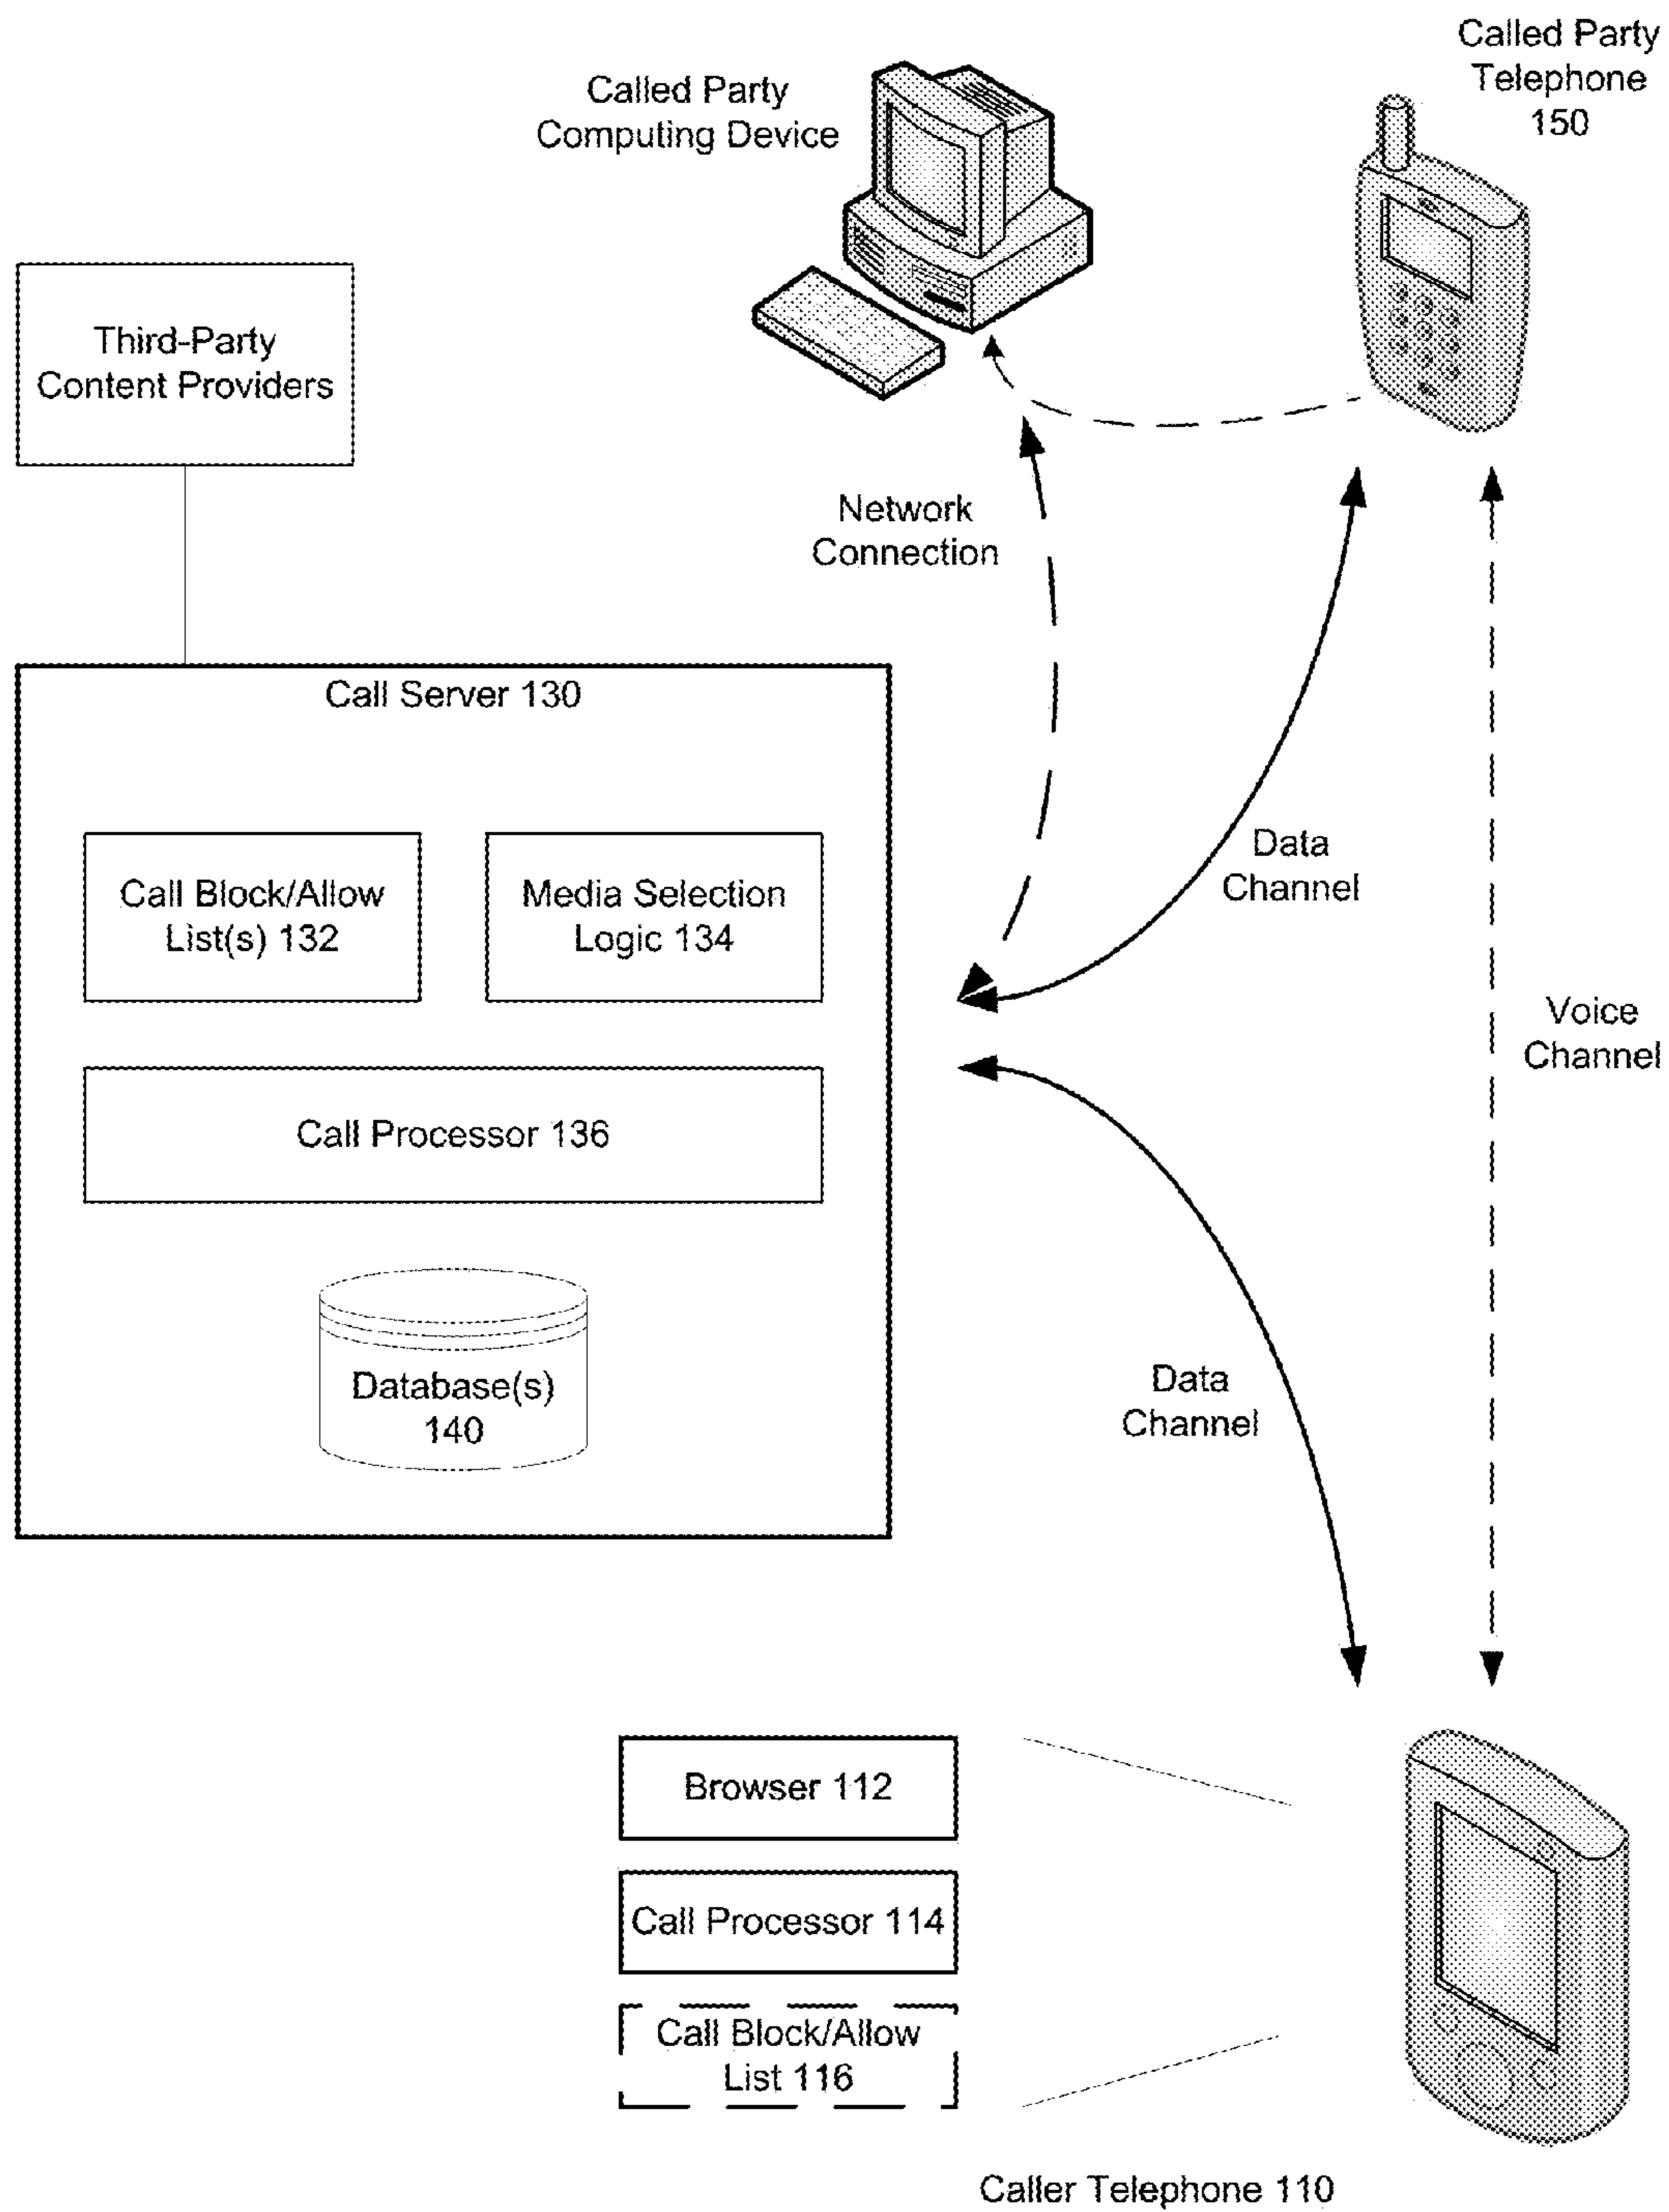 Called Party
Telephone
150
Called Party
Computing Device
Third-Party
Content Providers
Network
Connection
Call Server 130
Call Block/Allow
List(s) 132
Media Selection
Logic 134
Data
Channel
Voice
Channel
Call Processor 136
Database(s)
140
Data
Channel
Browser 112
Call Processor 114
Call Block/Allow
List 116
Caller Telephone 110